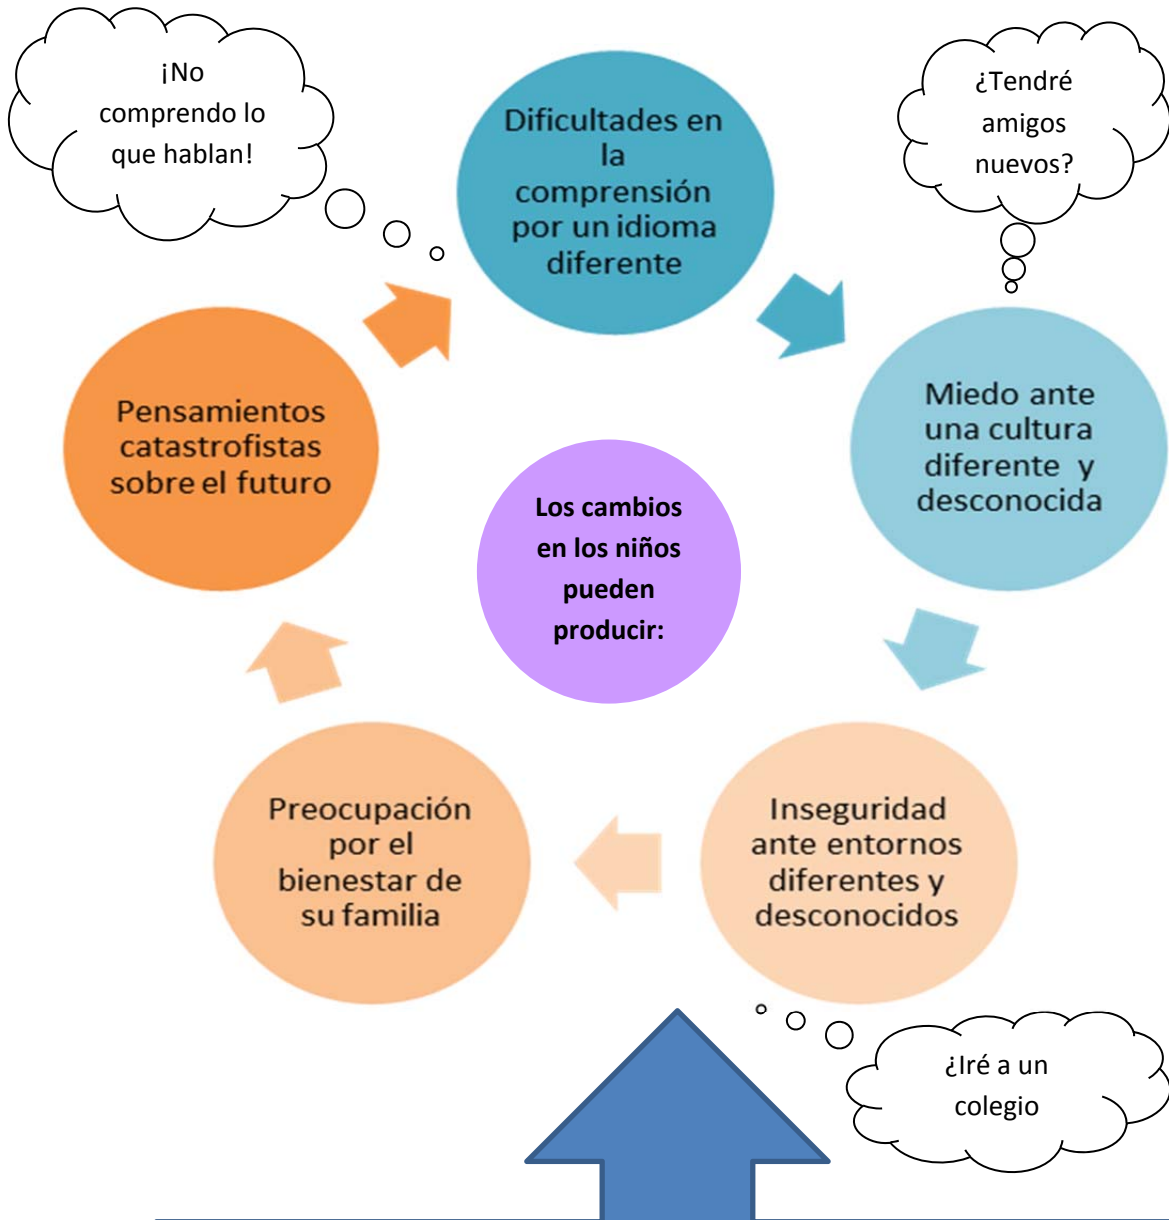 ¡No
comprendo lo
que hablan!
Dificultades en
la
comprensión
por un idioma
diferente
¿Tendré
amigos
nuevos?
Miedo ante
una cultura
diferente y
desconocida
Inseguridad
ante entornos
diferentes y
desconocidos
¿Iré a un
colegio
Preocupación
por el
bienestar de
su familia
Pensamientos
catastrofistas
sobre el futuro
Los cambios
en los niños
pueden
producir: